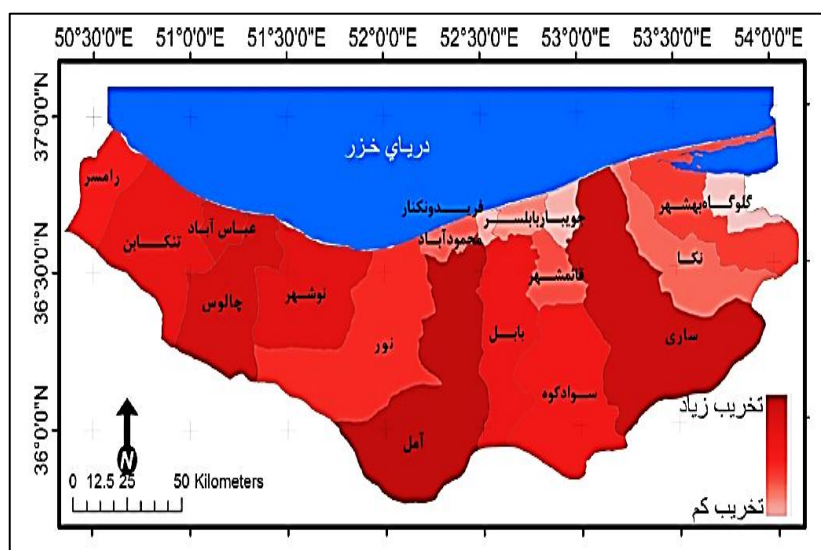 50°30'0"E 51°0'0"E 51°30'0"E 52°0'0"E 52°30'0"E 53°0'0"E 53°30'0"E 54°0'0"E
37°0'0"N
36°30'0"N
36°0'0"N
دریاي خزر
رامسر
تنکابن
عباس آباد
چالوس
نوشهر
نور
فریدونکنار
محمودآباد
آمل
بابلسر
جویبار
قائمشهر
بابل
سوادکوه
ساری
نکا
بهشهر
گلوگاه
تخریب زیاد
تخریب کم
N
0 12.5 25 50 Kilometers